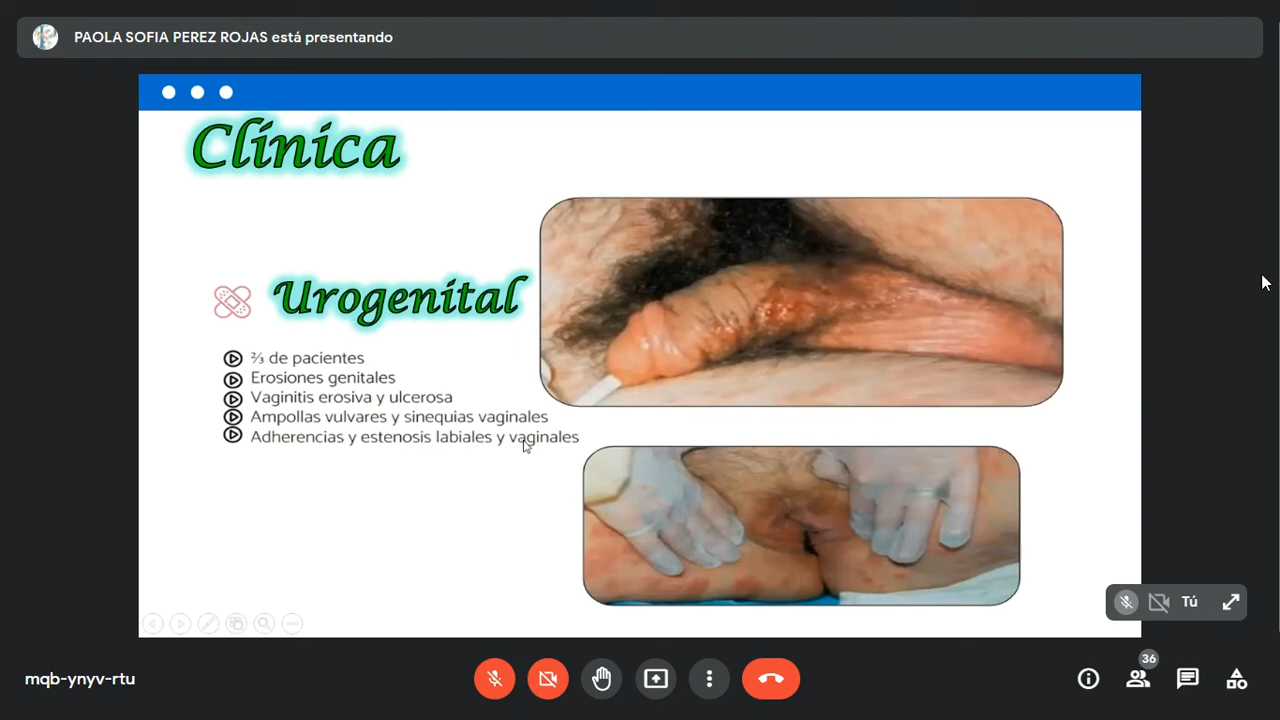 PAOLA SOFIA PEREZ ROJAS está presentando
Clínica
Urogenital
⅔ de pacientes
Erosiones genitales
Vaginitis erosiva y ulcerosa
Ampollas vulvares y sinequias vaginales
Adherencias y estenosis labiales y vaginales
Tú
mqb-ynyv-rtu
36